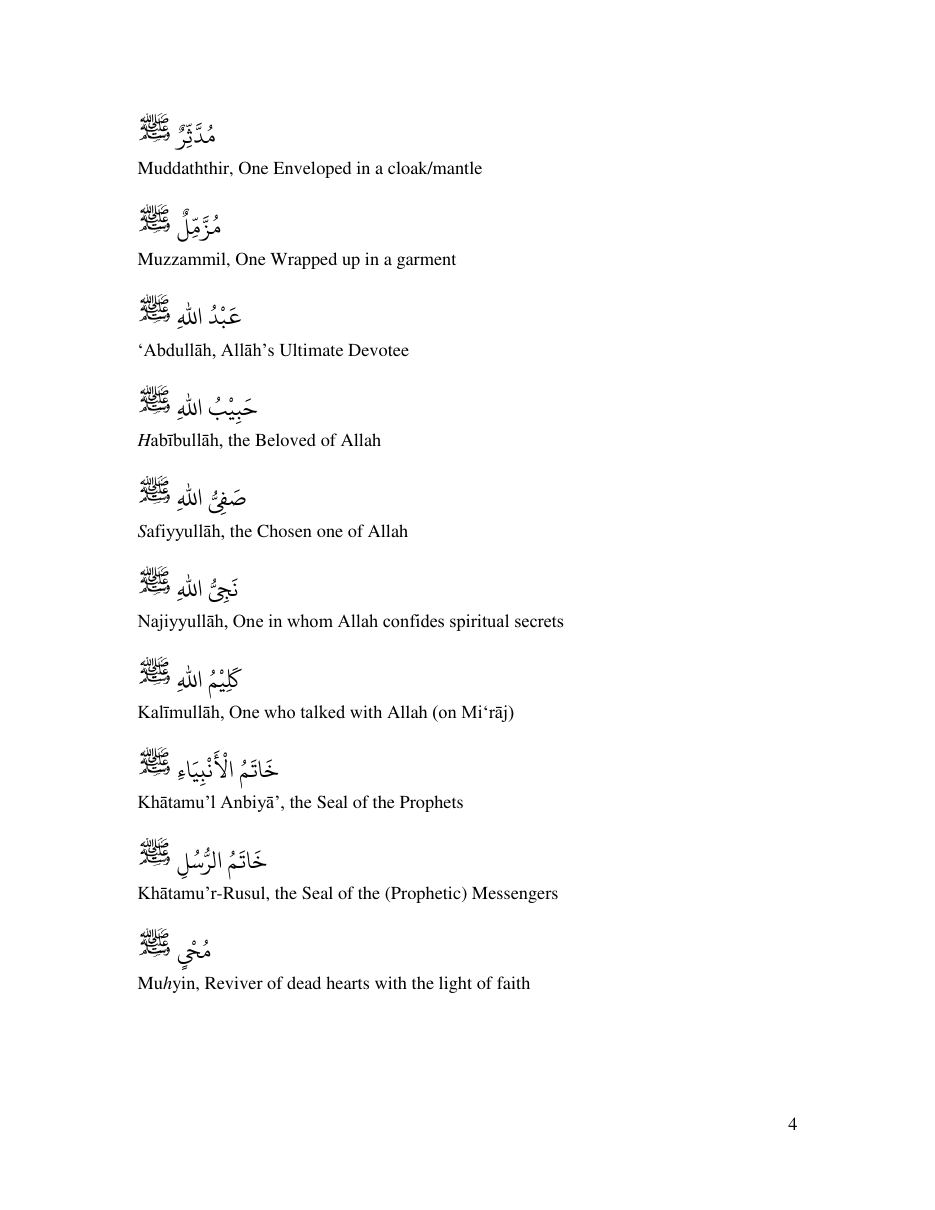 مُدَّثِّرٌ ﷺ
Muddaththir, One Enveloped in a cloak/mantle
مُزَّمِّلٌ ﷺ
Muzzammil, One Wrapped up in a garment
عَبْدُ اللهِ ﷺ
‘Abdullāh, Allāh’s Ultimate Devotee
حَبِيْبُ اللهِ ﷺ
Habībullāh, the Beloved of Allah
صَفِيُّ اللهِ ﷺ
Safiyyullāh, the Chosen one of Allah
نَجِيُّ اللهِ ﷺ
Najiyyullāh, One in whom Allah confides spiritual secrets
كَلِيْمُ اللهِ ﷺ
Kalīmullāh, One who talked with Allah (on Mi‘rāj)
خَاتَمُ الْأَنْبِيَاءِ ﷺ
Khātamu’l Anbiyā’, the Seal of the Prophets
خَاتَمُ الرُّسُلِ ﷺ
Khātamu’r-Rusul, the Seal of the (Prophetic) Messengers
مُحْيٍ ﷺ
Muhyin, Reviver of dead hearts with the light of faith
4